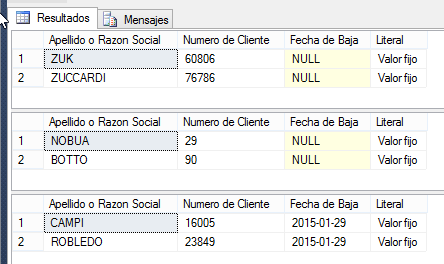 Resultados Mensajes
Apellido o Razon Social Numero de Cliente Fecha de Baja Literal
1 ZUK 60806 NULL Valor fijo
2 ZUCCARDI 76786 NULL Valor fijo
Apellido o Razon Social Numero de Cliente Fecha de Baja Literal
1 NOBUA 29 NULL Valor fijo
2 BOTTO 90 NULL Valor fijo
Apellido o Razon Social Numero de Cliente Fecha de Baja Literal
1 CAMPI 16005 2015-01-29 Valor fijo
2 ROBLEDO 23849 2015-01-29 Valor fijo